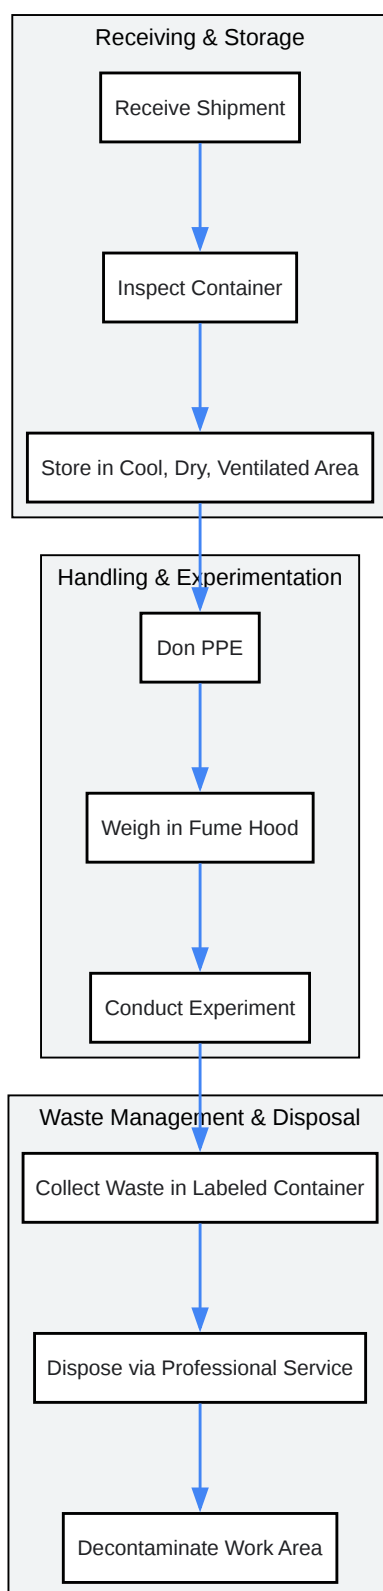 Receiving & Storage
Receive Shipment
Inspect Container
Store in Cool, Dry, Ventilated Area
Handling & Experimentation
Don PPE
Weigh in Fume Hood
Conduct Experiment
Waste Management & Disposal
Collect Waste in Labeled Container
Dispose via Professional Service
Decontaminate Work Area